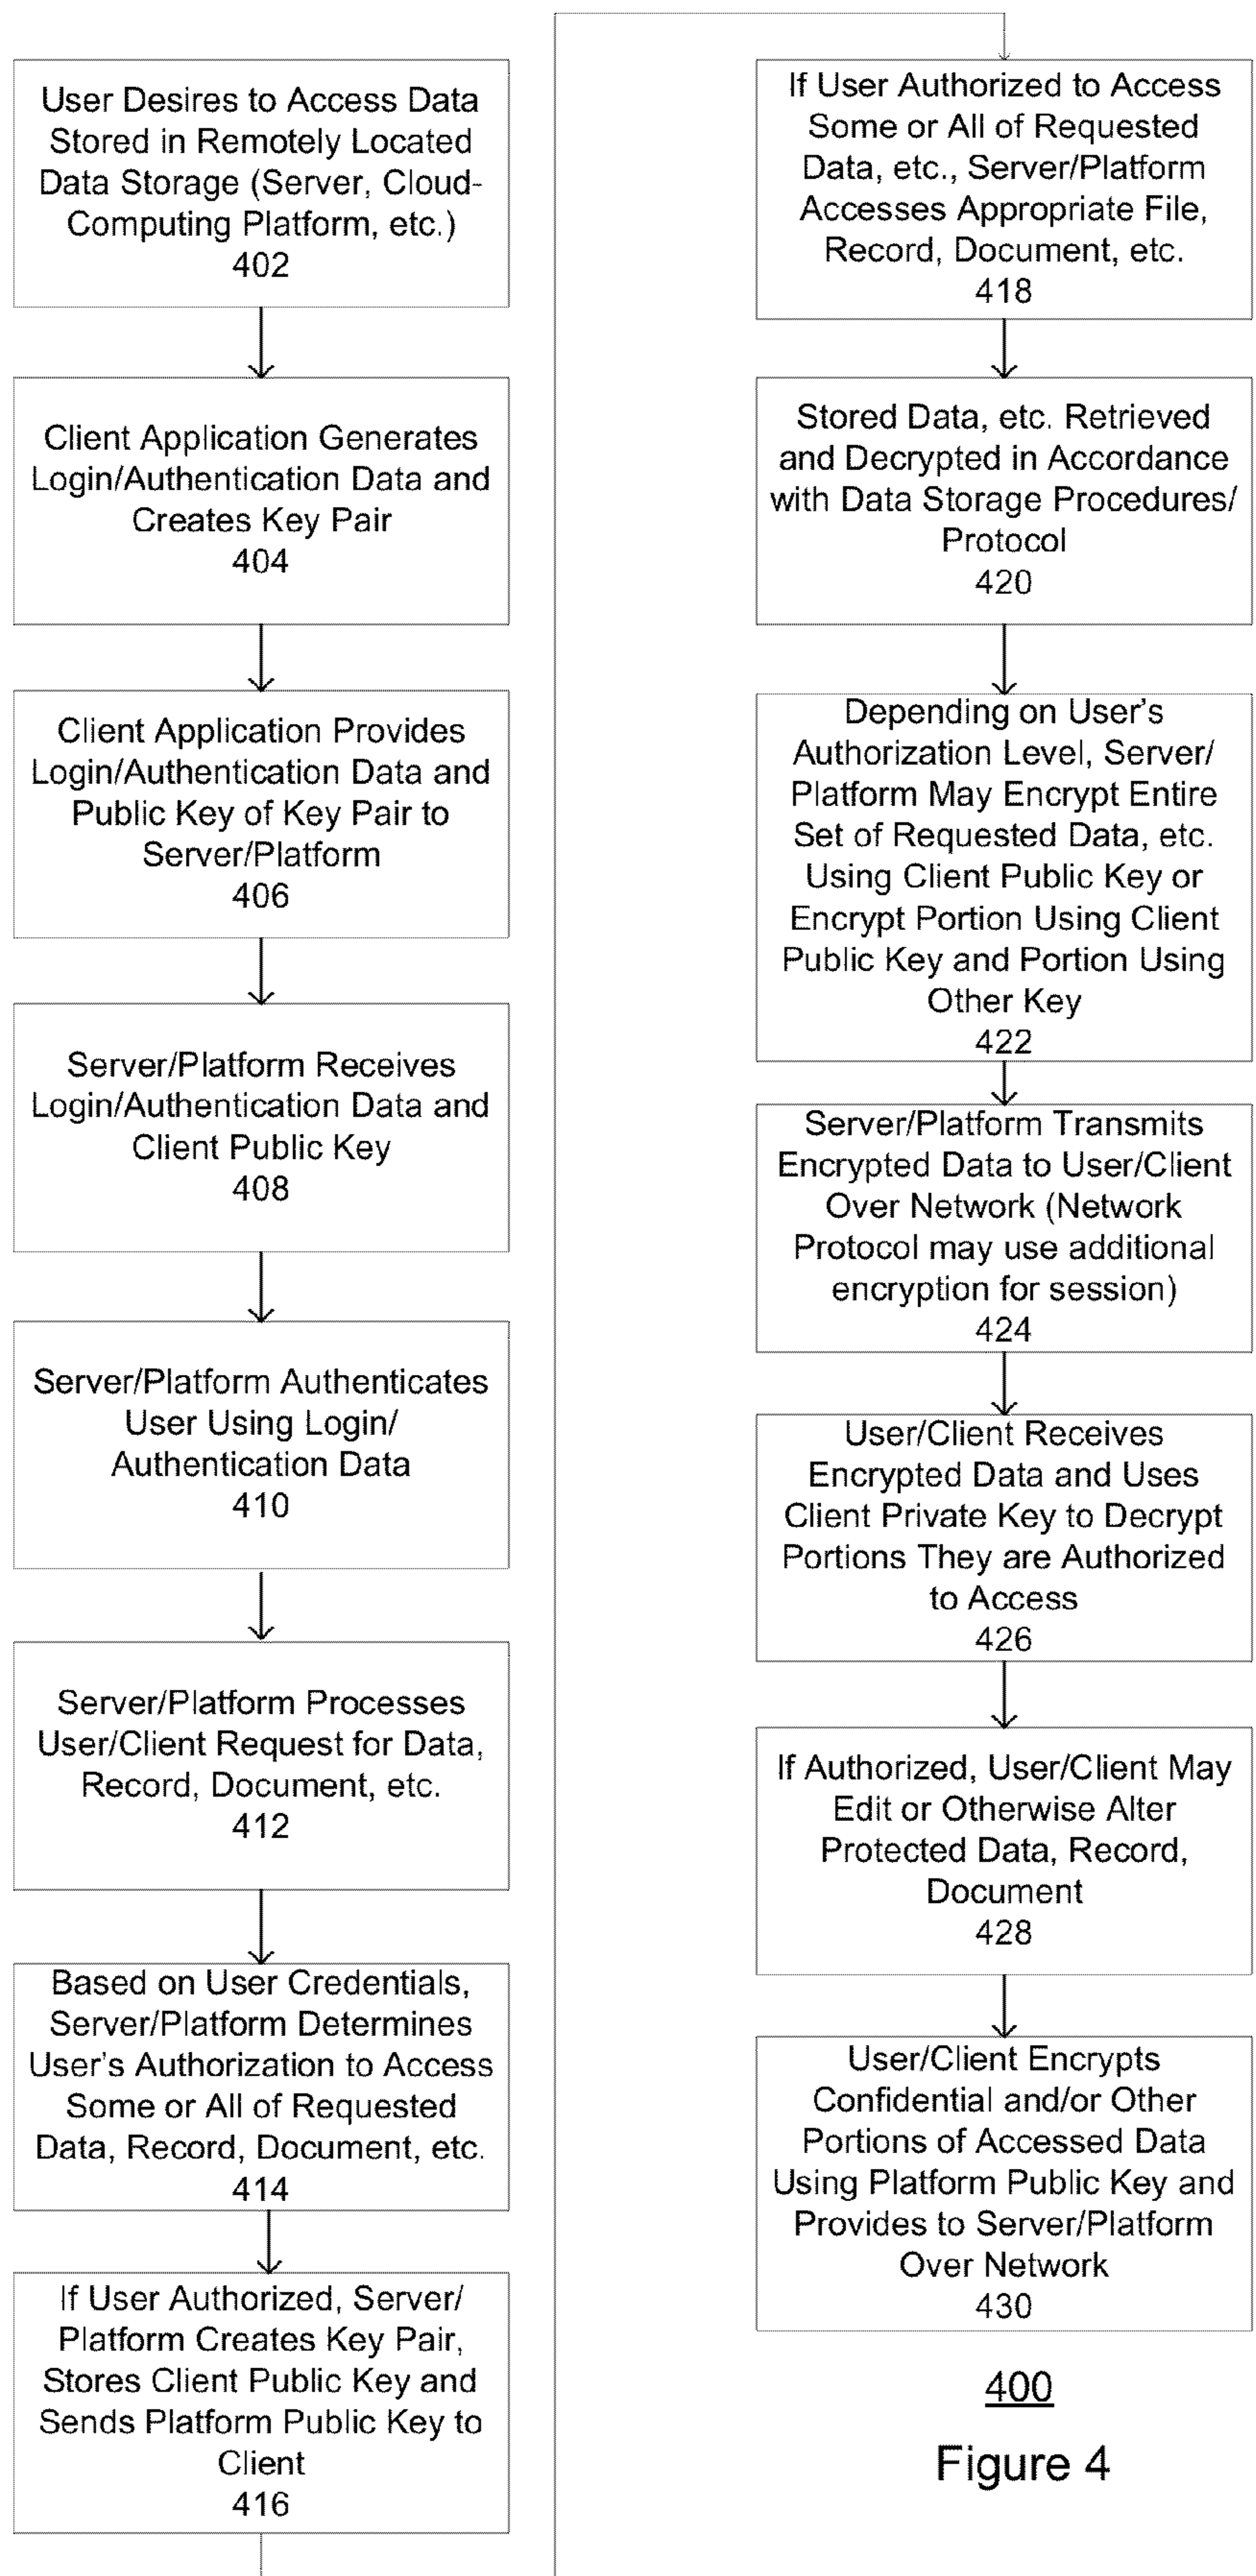 User Desires to Access Data
Stored in Remotely Located
Data Storage (Server, Cloud-
Computing Platform, etc.)
402
Client Application Generates
Login/Authentication Data and
Creates Key Pair
404
Client Application Provides
Login/Authentication Data and
Public Key of Key Pair to
Server/Platform
406
Server/Platform Receives
Login/Authentication Data and
Client Public Key
408
Server/Platform Authenticates
User Using Login/
Authentication Data
410
Server/Platform Processes
User/Client Request for Data,
Record, Document, etc.
412
Based on User Credentials,
Server/Platform Determines
User's Authorization to Access
Some or All of Requested
Data, Record, Document, etc.
414
If User Authorized, Server/
Platform Creates Key Pair,
Stores Client Public Key and
Sends Platform Public Key to
Client
416
If User Authorized to Access
Some or All of Requested
Data, etc., Server/Platform
Accesses Appropriate File,
Record, Document, etc.
418
Stored Data, etc. Retrieved
and Decrypted in Accordance
with Data Storage Procedures/
Protocol
420
Depending on User's
Authorization Level, Server/
Platform May Encrypt Entire
Set of Requested Data, etc.
Using Client Public Key or
Encrypt Portion Using Client
Public Key and Portion Using
Other Key
422
Server/Platform Transmits
Encrypted Data to User/Client
Over Network (Network
Protocol may use additional
encryption for session)
424
User/Client Receives
Encrypted Data and Uses
Client Private Key to Decrypt
Portions They are Authorized
to Access
426
If Authorized, User/Client May
Edit or Otherwise Alter
Protected Data, Record,
Document
428
User/Client Encrypts
Confidential and/or Other
Portions of Accessed Data
Using Platform Public Key and
Provides to Server/Platform
Over Network
430
400
Figure 4